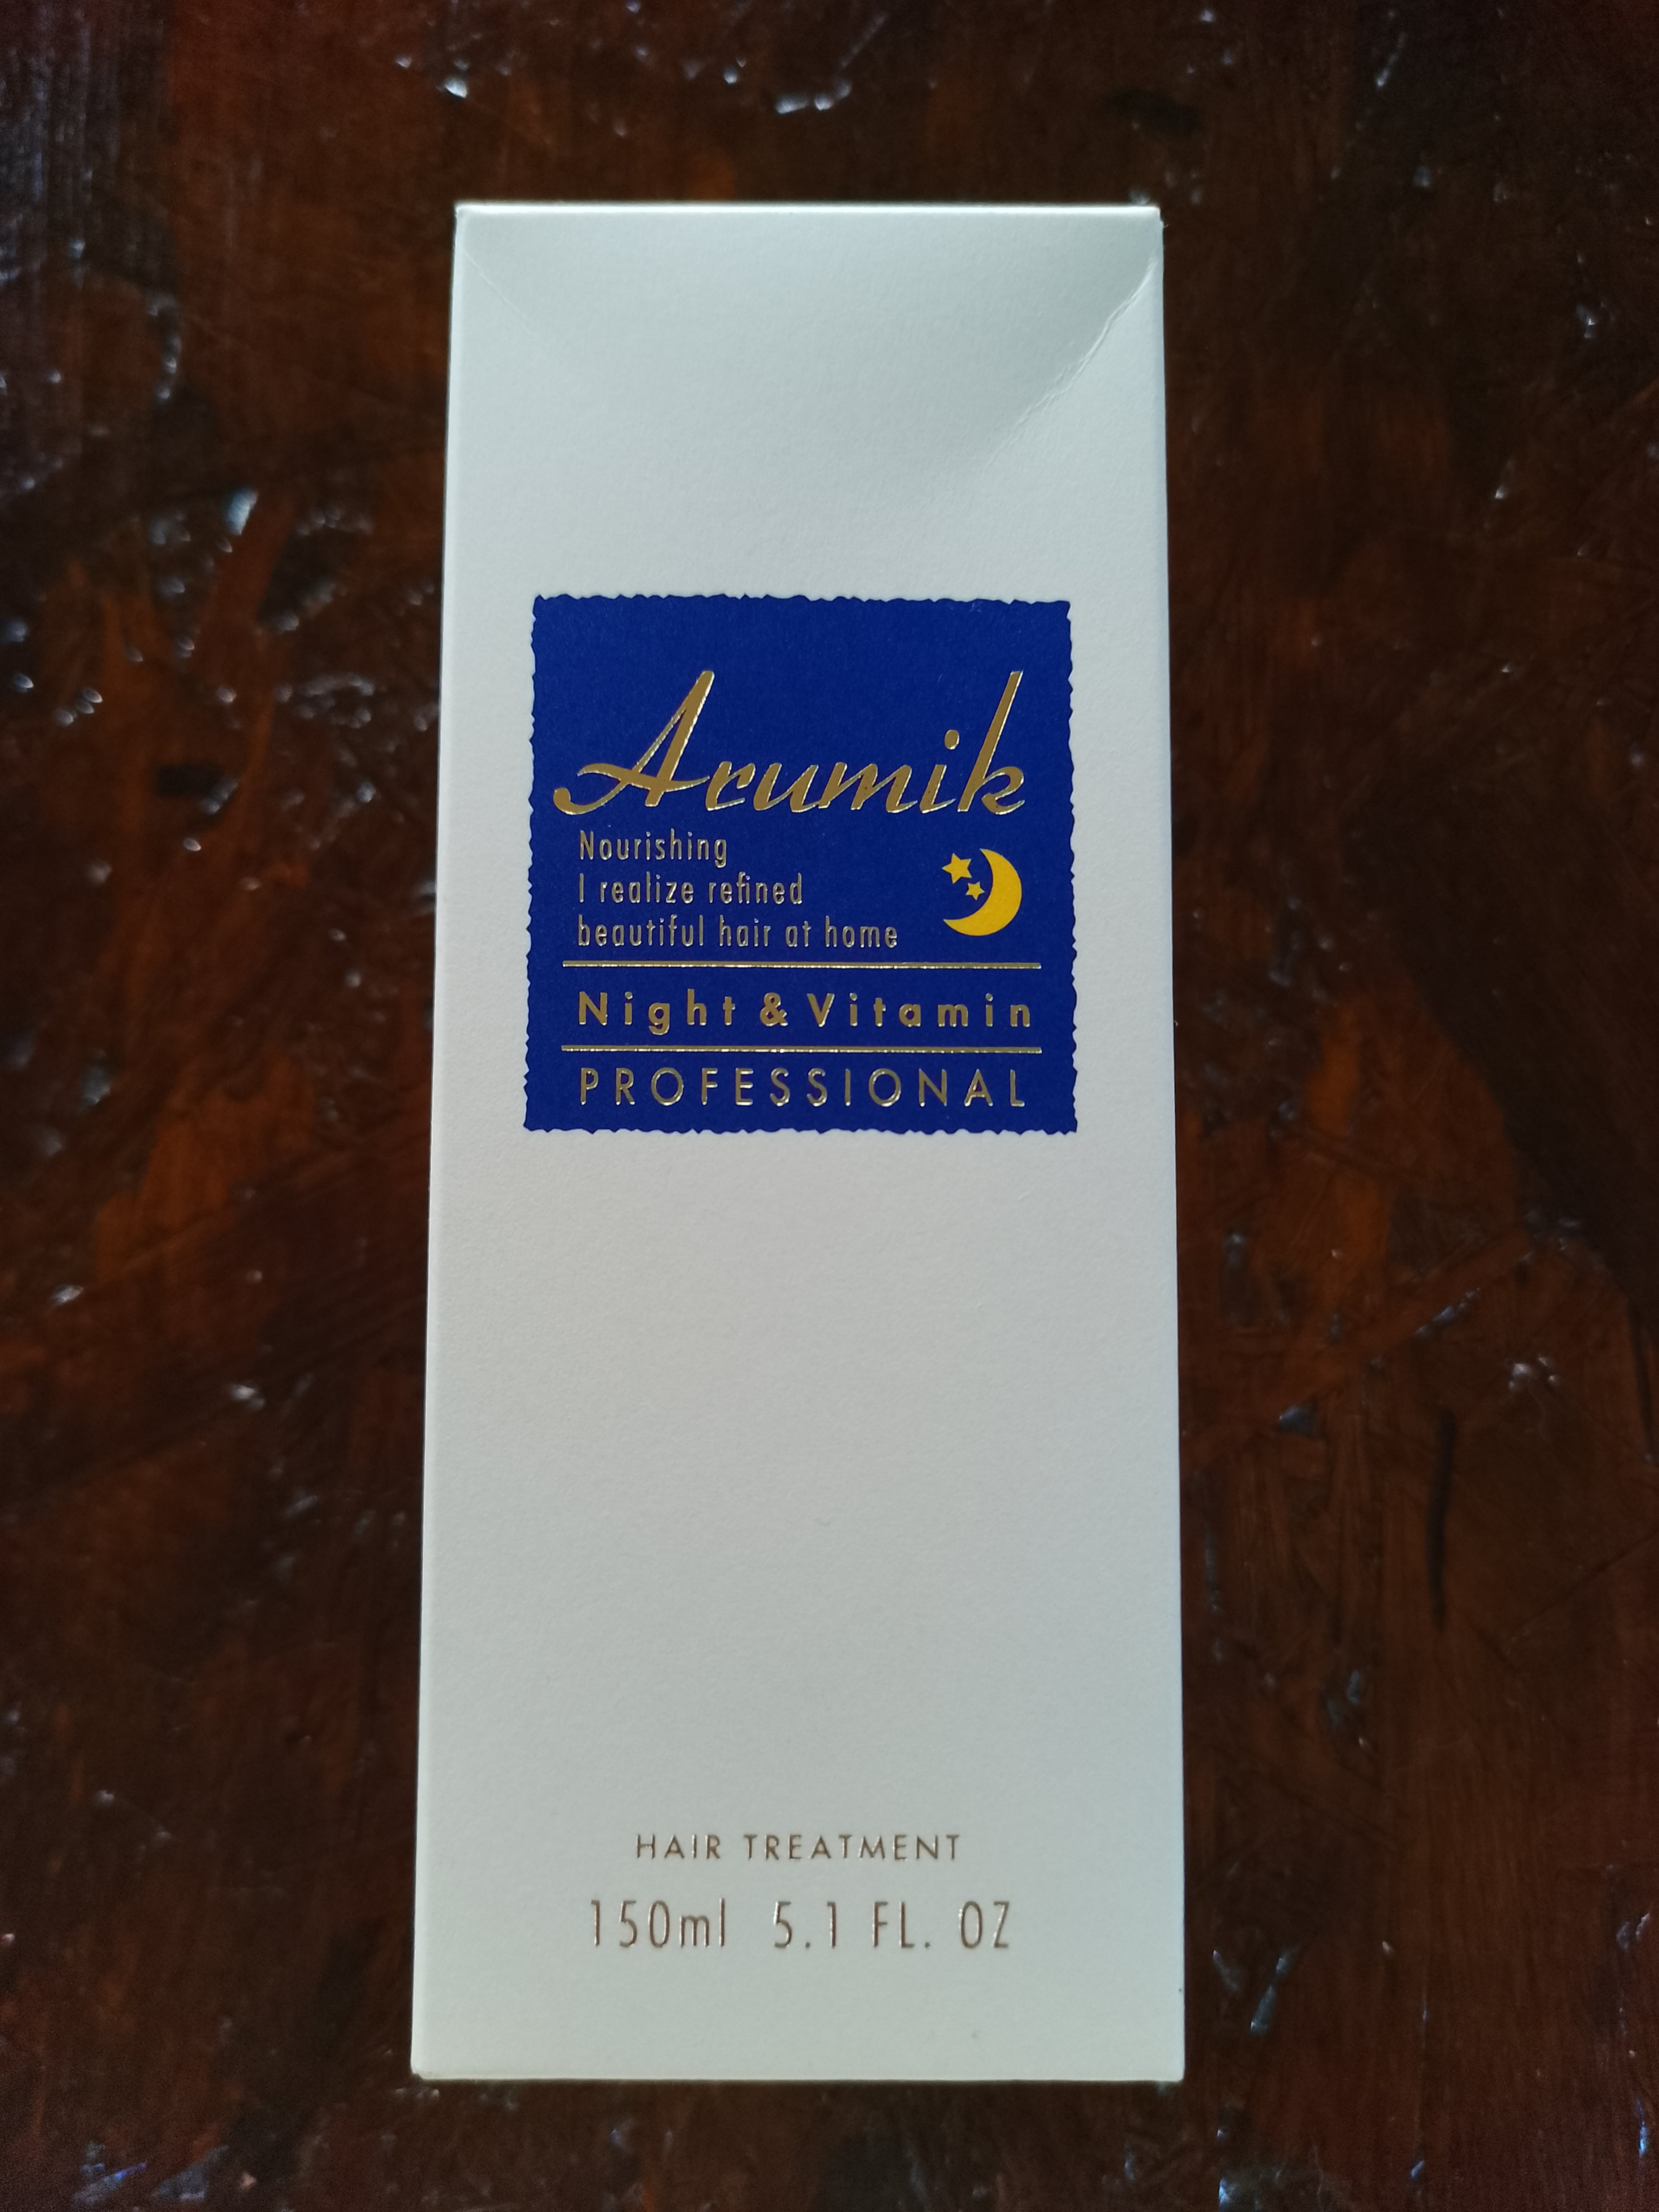 Arumik
Nourishing
I realize refined
beautiful hair at home
Night & Vitamin
PROFESSIONAL
HAIR TREATMENT
150ml 5.1 FL. OZ